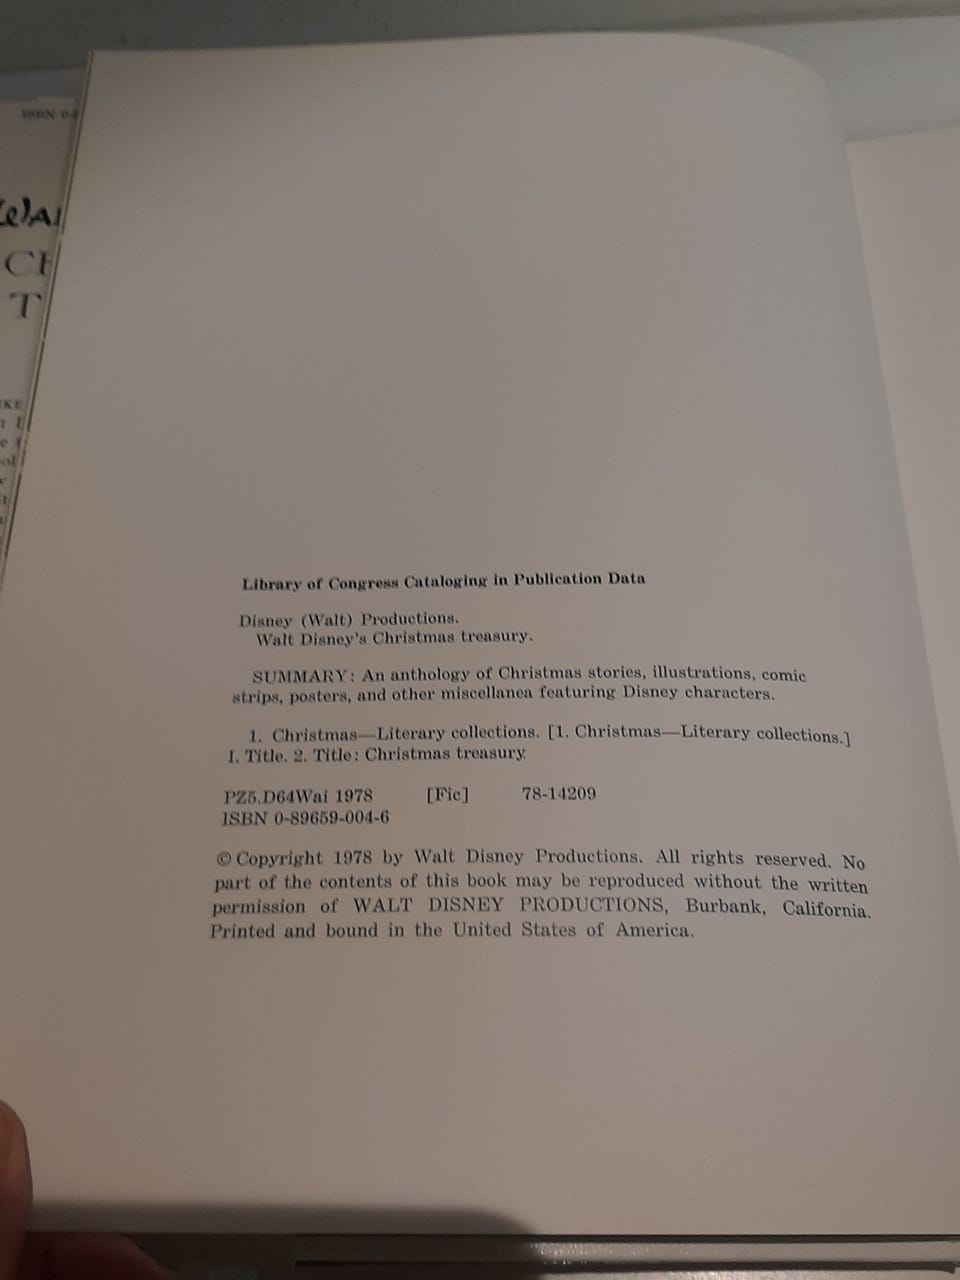 ISBN 0-
CH
T
Library of Congress Cataloging in Publication Data
Disney (Walt) Productions.
Walt Disney's Christmas treasury.
SUMMARY: An anthology of Christmas stories, illustrations, comic
strips, posters, and other miscellanea featuring Disney characters.
1. Christmas—Literary collections. [1. Christmas—Literary collections.]
I. Title. 2. Title: Christmas treasury.
PZ5.D64Wai 1978 [Fic] 78-14209
ISBN 0-89659-004-6
© Copyright 1978 by Walt Disney Productions. All rights reserved. No
part of the contents of this book may be reproduced without the written
permission of WALT DISNEY PRODUCTIONS, Burbank, California.
Printed and bound in the United States of America.